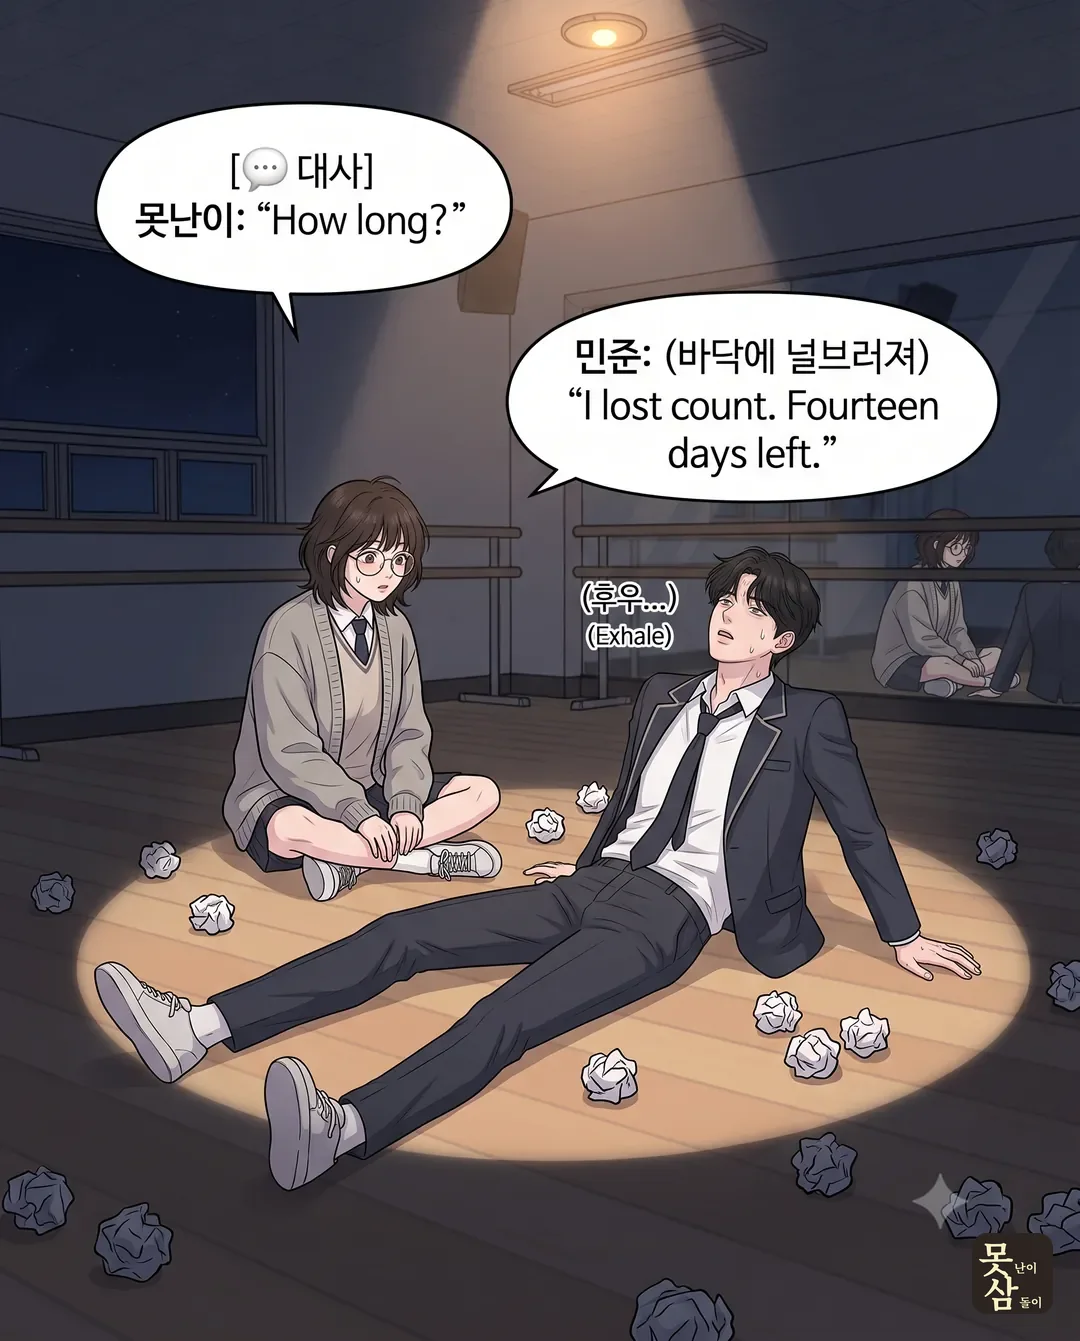 [💬 대사]
못난이: “How long?”
민준: (바닥에 널브러져)
“I lost count. Fourteen
days left.”
(후우...)
(Exhale)
못난이
삼돌이